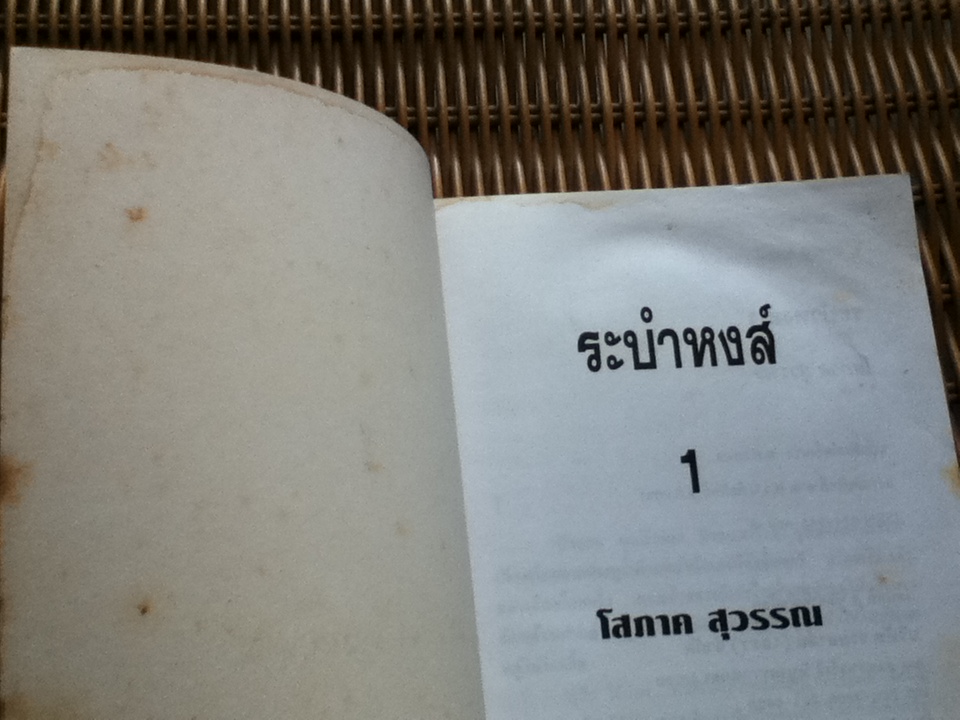 ระบำหงส์
1
โสภาค สุวรรณ